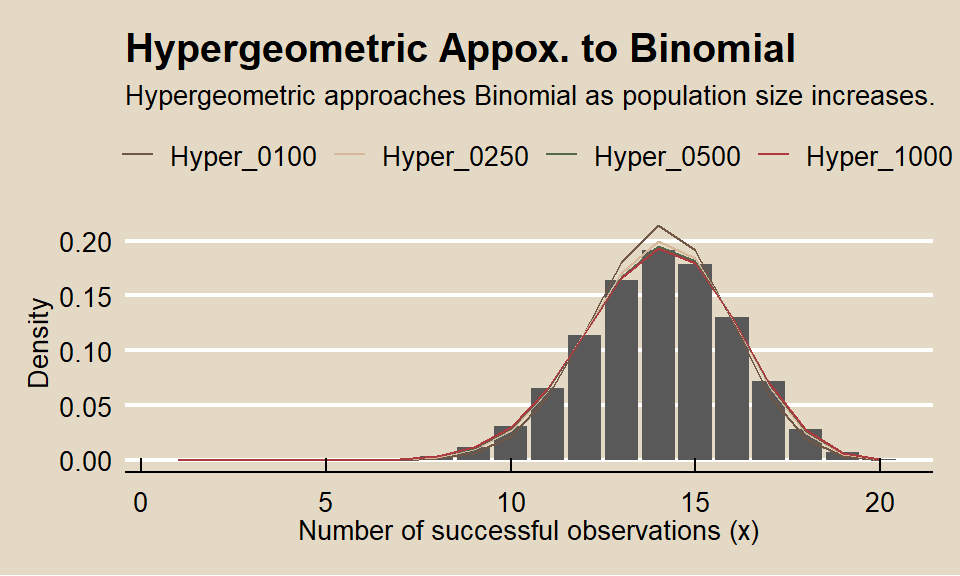 Hypergeometric Appox. to Binomial
Hypergeometric approaches Binomial as population size increases.
Hyper_0100 Hyper_0250 Hyper_0500 Hyper_1000
0.20
0.15
0.10
0.05
0.00
Density
0 5 10 15 20
Number of successful observations (x)